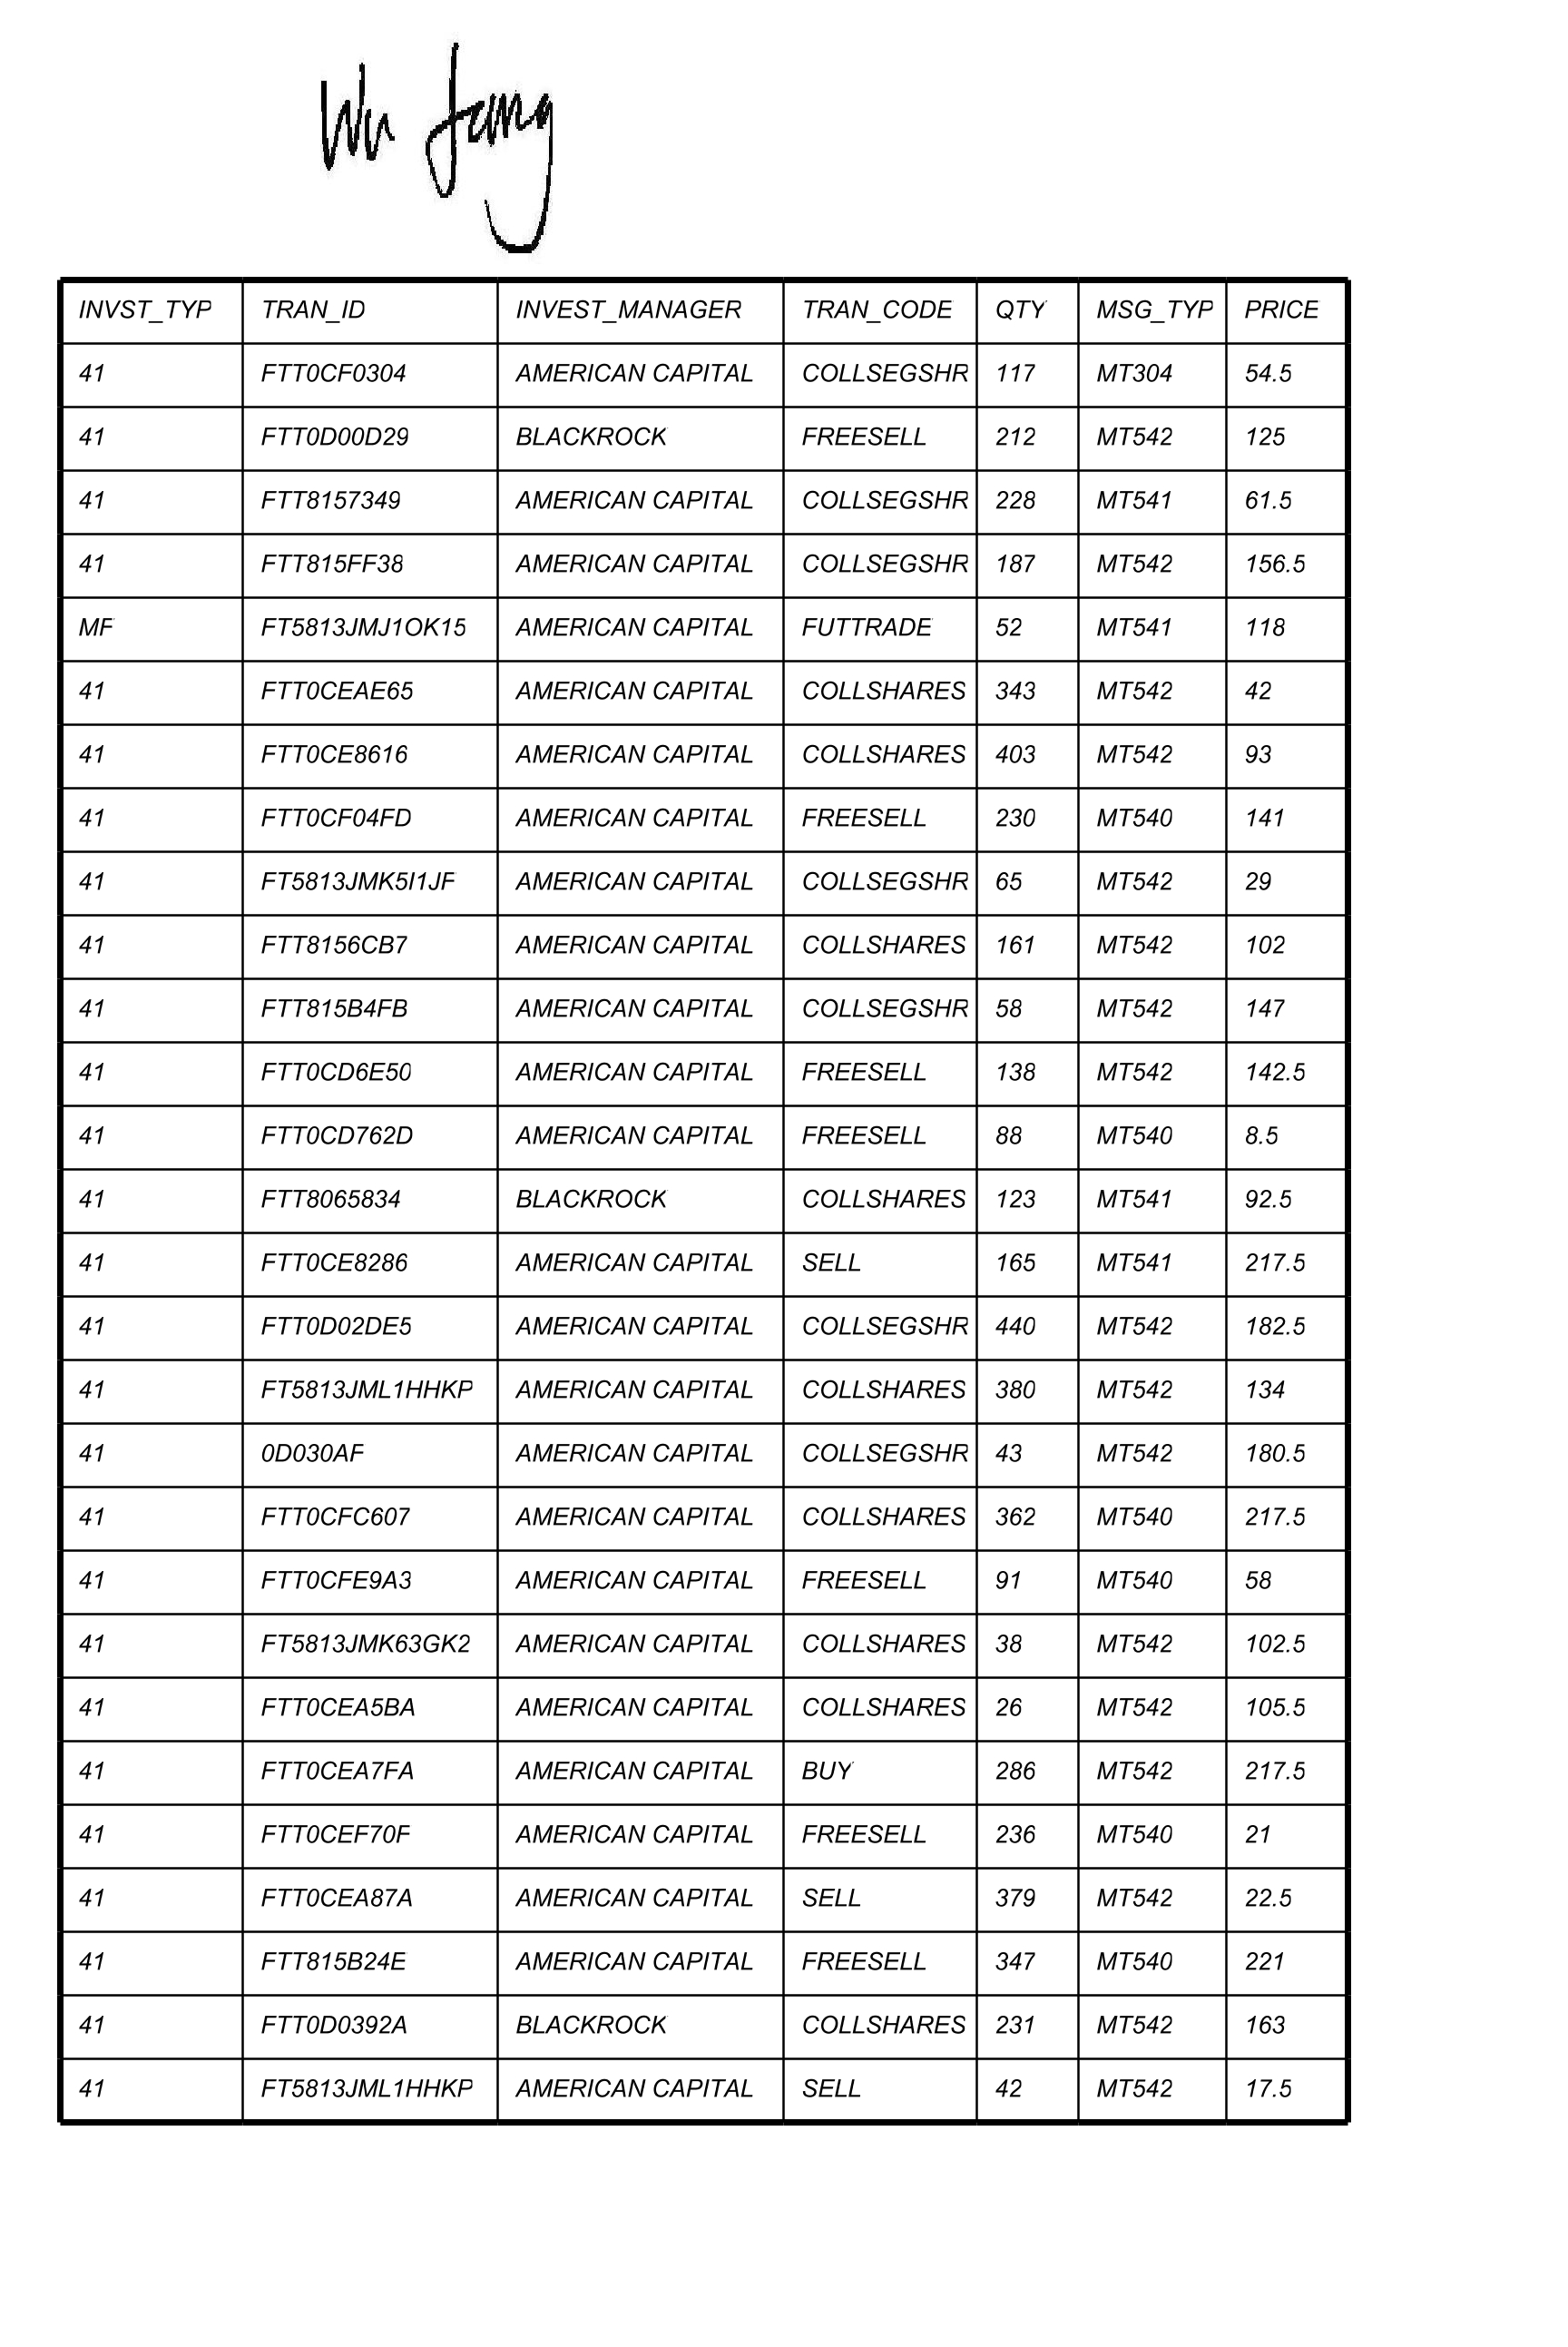 Wu Jang
INVST_TYP TRAN_ID INVEST_MANAGER TRAN_CODE QTY MSG_TYP PRICE
41 FTT0CF0304 AMERICAN CAPITAL COLLSEGSHR 117 MT304 54.5
41 FTT0D00D29 BLACKROCK FREESELL 212 MT542 125
41 FTT8157349 AMERICAN CAPITAL COLLSEGSHR 228 MT541 61.5
41 FTT815FF38 AMERICAN CAPITAL COLLSEGSHR 187 MT542 156.5
MF FT5813JMJ1OK15 AMERICAN CAPITAL FUTTRADE 52 MT541 118
41 FTT0CEAE65 AMERICAN CAPITAL COLLSHARES 343 MT542 42
41 FTT0CE8616 AMERICAN CAPITAL COLLSHARES 403 MT542 93
41 FTT0CF04FD AMERICAN CAPITAL FREESELL 230 MT540 141
41 FT5813JMK5I1JF AMERICAN CAPITAL COLLSEGSHR 65 MT542 29
41 FTT8156CB7 AMERICAN CAPITAL COLLSHARES 161 MT542 102
41 FTT815B4FB AMERICAN CAPITAL COLLSEGSHR 58 MT542 147
41 FTT0CD6E50 AMERICAN CAPITAL FREESELL 138 MT542 142.5
41 FTT0CD762D AMERICAN CAPITAL FREESELL 88 MT540 8.5
41 FTT8065834 BLACKROCK COLLSHARES 123 MT541 92.5
41 FTT0CE8286 AMERICAN CAPITAL SELL 165 MT541 217.5
41 FTT0D02DE5 AMERICAN CAPITAL COLLSEGSHR 440 MT542 182.5
41 FT5813JML1HHKP AMERICAN CAPITAL COLLSHARES 380 MT542 134
41 0D030AF AMERICAN CAPITAL COLLSEGSHR 43 MT542 180.5
41 FTT0CFC607 AMERICAN CAPITAL COLLSHARES 362 MT540 217.5
41 FTT0CFE9A3 AMERICAN CAPITAL FREESELL 91 MT540 58
41 FT5813JMK63GK2 AMERICAN CAPITAL COLLSHARES 38 MT542 102.5
41 FTT0CEA5BA AMERICAN CAPITAL COLLSHARES 26 MT542 105.5
41 FTT0CEA7FA AMERICAN CAPITAL BUY 286 MT542 217.5
41 FTT0CEF70F AMERICAN CAPITAL FREESELL 236 MT540 21
41 FTT0CEA87A AMERICAN CAPITAL SELL 379 MT542 22.5
41 FTT815B24E AMERICAN CAPITAL FREESELL 347 MT540 221
41 FTT0D0392A BLACKROCK COLLSHARES 231 MT542 163
41 FT5813JML1HHKP AMERICAN CAPITAL SELL 42 MT542 17.5